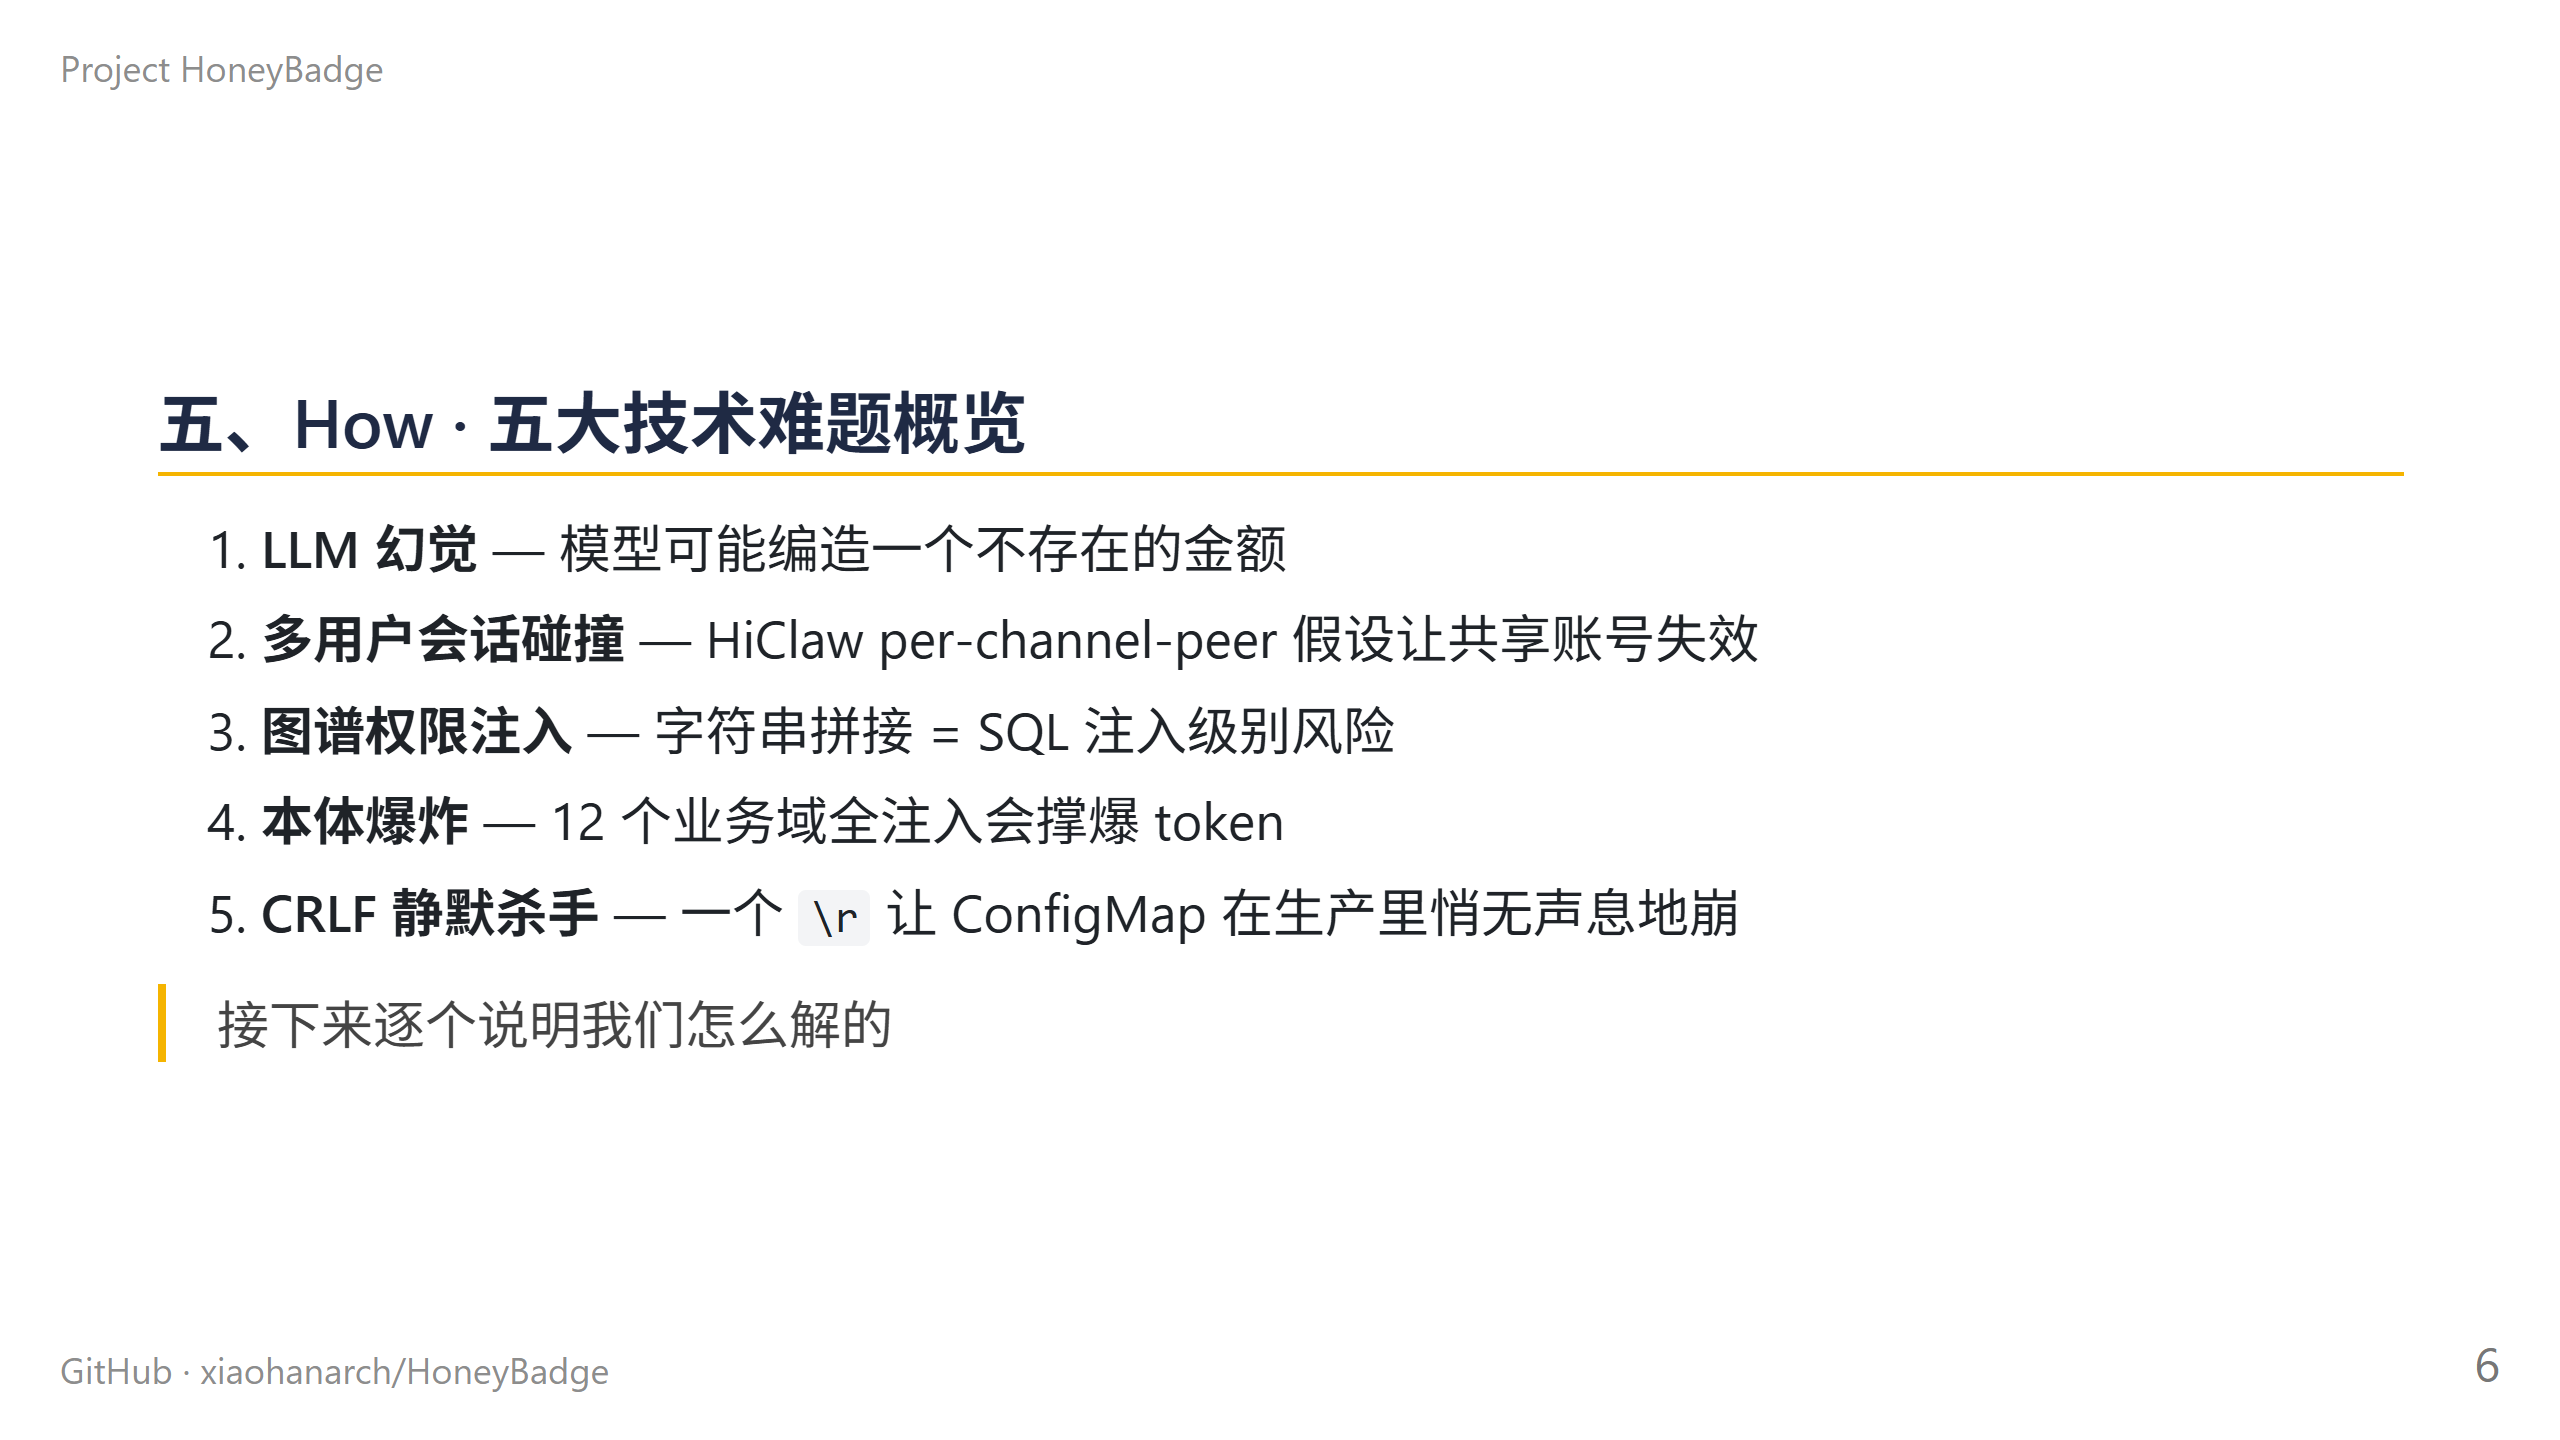 Project HoneyBadge
五、How · 五大技术难题概览
1. LLM 幻觉 — 模型可能编造一个不存在的金额
2. 多用户会话碰撞 — HiClaw per-channel-peer 假设让共享账号失效
3. 图谱权限注入 — 字符串拼接 = SQL 注入级别风险
4. 本体爆炸 — 12 个业务域全注入会撑爆 token
5. CRLF 静默杀手 — 一个 \r 让 ConfigMap 在生产里悄无声息地崩
接下来逐个说明我们怎么解的
GitHub · xiaohanarch/HoneyBadge
6